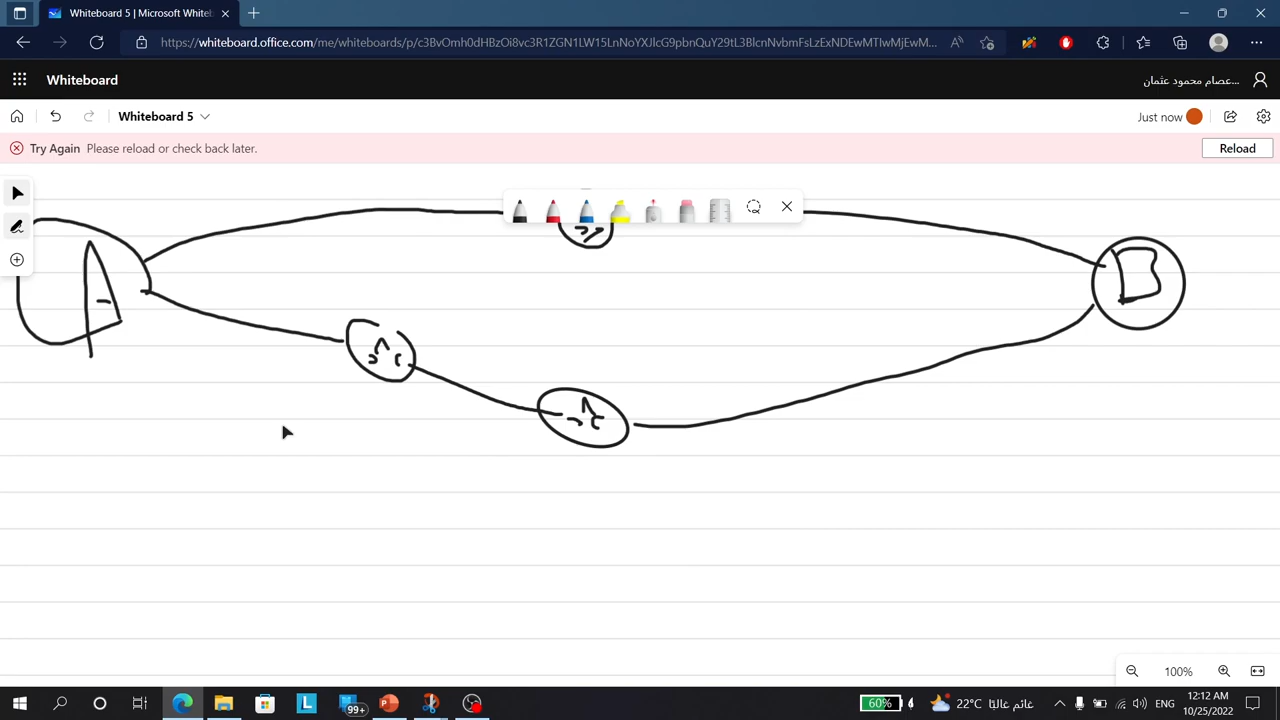 Whiteboard 5 | Microsoft Whiteb
https://whiteboard.office.com/me/whiteboards/p/c3BvOmh0dHBzOi8vc3R1ZGN1LW15LnNoYXJlcG9pbnQuY29tL3BlcnNvbmFsLzExNDEwMTIwMjEwM...
Whiteboard
عصام محمود عثمان...
Whiteboard 5
Just now
Try Again Please reload or check back later.
Reload
A
B
100%
99+
60%
22°C غائم غالبًا
ENG
12:12 AM
10/25/2022